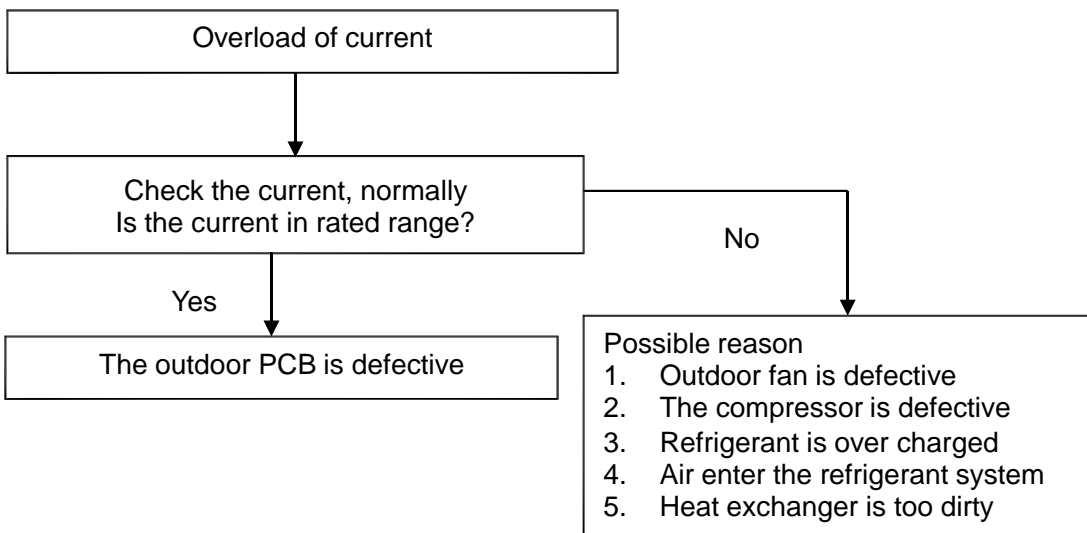 Overload of current
Check the current, normally
Is the current in rated range?
No
Yes
The outdoor PCB is defective
Possible reason
1. Outdoor fan is defective
2. The compressor is defective
3. Refrigerant is over charged
4. Air enter the refrigerant system
5. Heat exchanger is too dirty